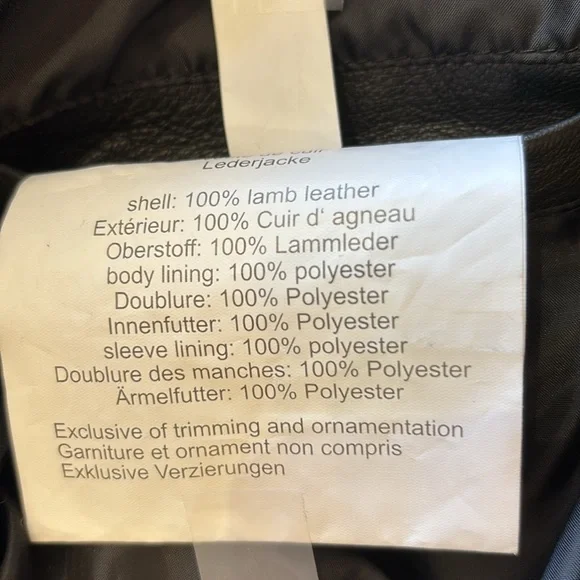 Lederjacke
shell: 100% lamb leather
Extérieur: 100% Cuir d‘ agneau
Oberstoff: 100% Lammleder
body lining: 100% polyester
Doublure: 100% Polyester
Innenfutter: 100% Polyester
sleeve lining: 100% polyester
Doublure des manches: 100% Polyester
Ärmelfutter: 100% Polyester
Exclusive of trimming and ornamentation
Garniture et ornament non compris
Exklusive Verzierungen